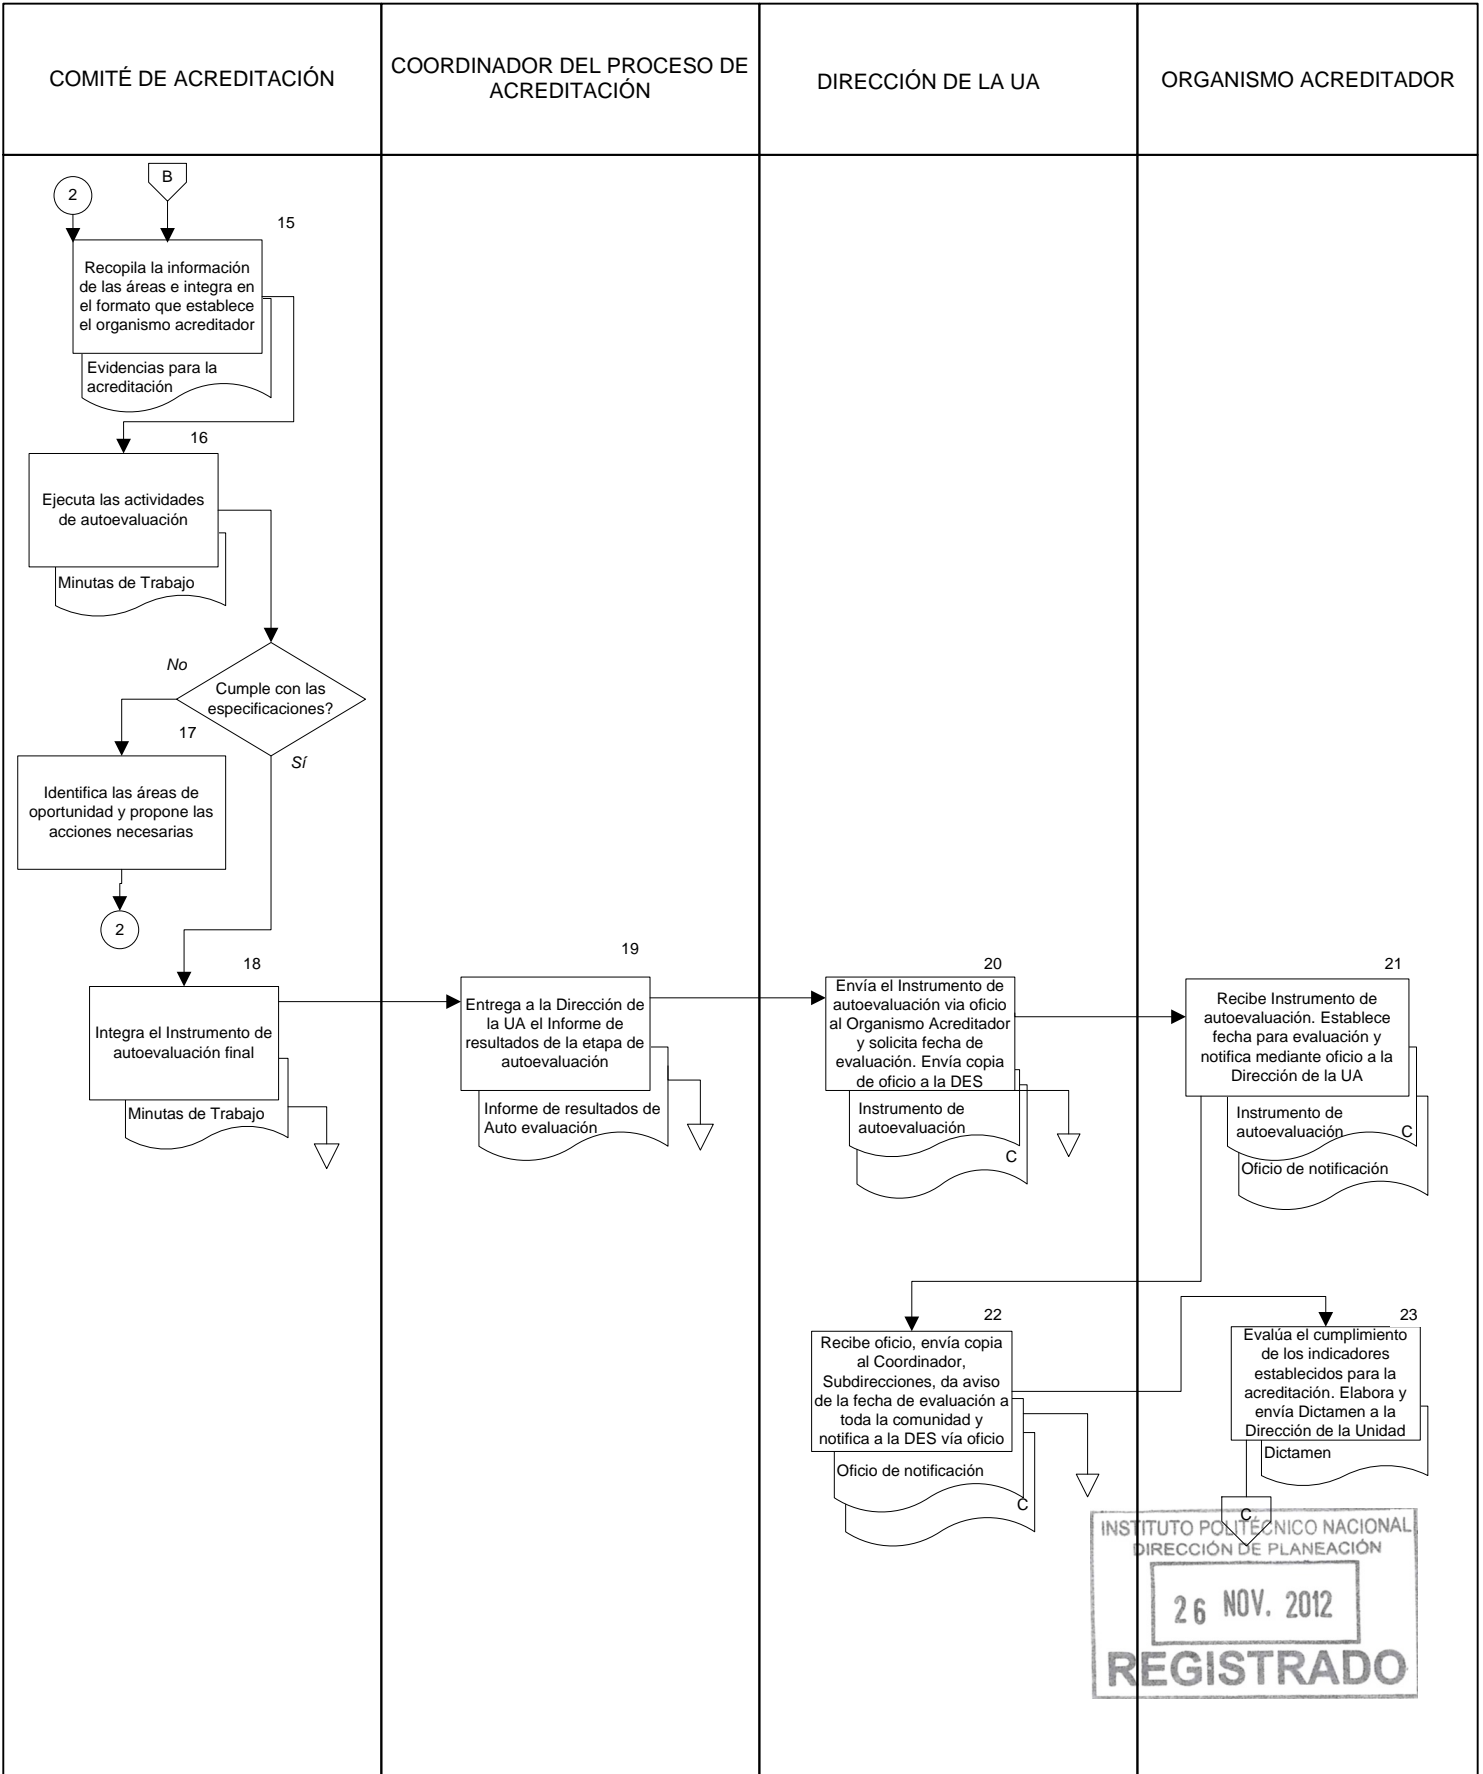 COMITÉ DE ACREDITACIÓN
COORDINADOR DEL PROCESO DE
ACREDITACIÓN
DIRECCIÓN DE LA UA
ORGANISMO ACREDITADOR
2
B
15
Recopila la información
de las áreas e integra en
el formato que establece
el organismo acreditador
Evidencias para la
acreditación
16
Ejecuta las actividades
de autoevaluación
Minutas de Trabajo
No
Cumple con las
especificaciones?
17
Sí
Identifica las áreas de
oportunidad y propone las
acciones necesarias
2
18
Integra el Instrumento de
autoevaluación final
Minutas de Trabajo
19
Entrega a la Dirección de
la UA el Informe de
resultados de la etapa de
autoevaluación
Informe de resultados de
Auto evaluación
20
Envía el Instrumento de
autoevaluación via oficio
al Organismo Acreditador
y solicita fecha de
evaluación. Envía copia
de oficio a la DES
Instrumento de
autoevaluación
C
21
Recibe Instrumento de
autoevaluación. Establece
fecha para evaluación y
notifica mediante oficio a la
Dirección de la UA
Instrumento de
autoevaluación
C
Oficio de notificación
22
Recibe oficio, envía copia
al Coordinador,
Subdirecciones, da aviso
de la fecha de evaluación a
toda la comunidad y
notifica a la DES vía oficio
Oficio de notificación
C
23
Evalúa el cumplimiento
de los indicadores
establecidos para la
acreditación. Elabora y
envía Dictamen a la
Dirección de la Unidad
Dictamen
C
INSTITUTO POLITÉCNICO NACIONAL
DIRECCIÓN DE PLANEACIÓN
26 NOV. 2012
REGISTRADO